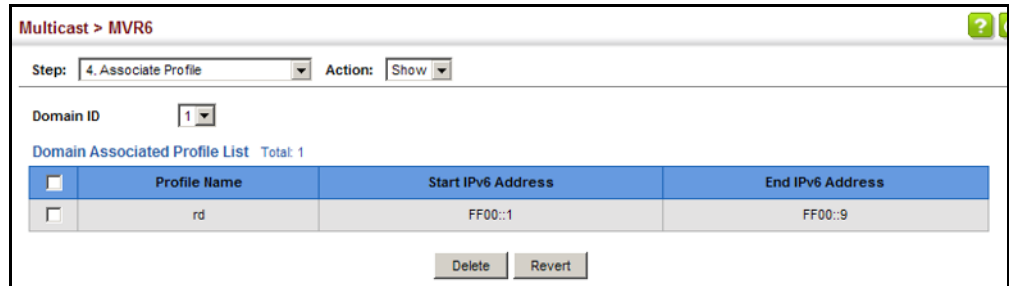 Multicast > MVR6
?
Step: 4. Associate Profile Action: Show
Domain ID 1
Domain Associated Profile List Total: 1
Profile Name Start IPv6 Address End IPv6 Address
rd FF00::1 FF00::9
Delete Revert